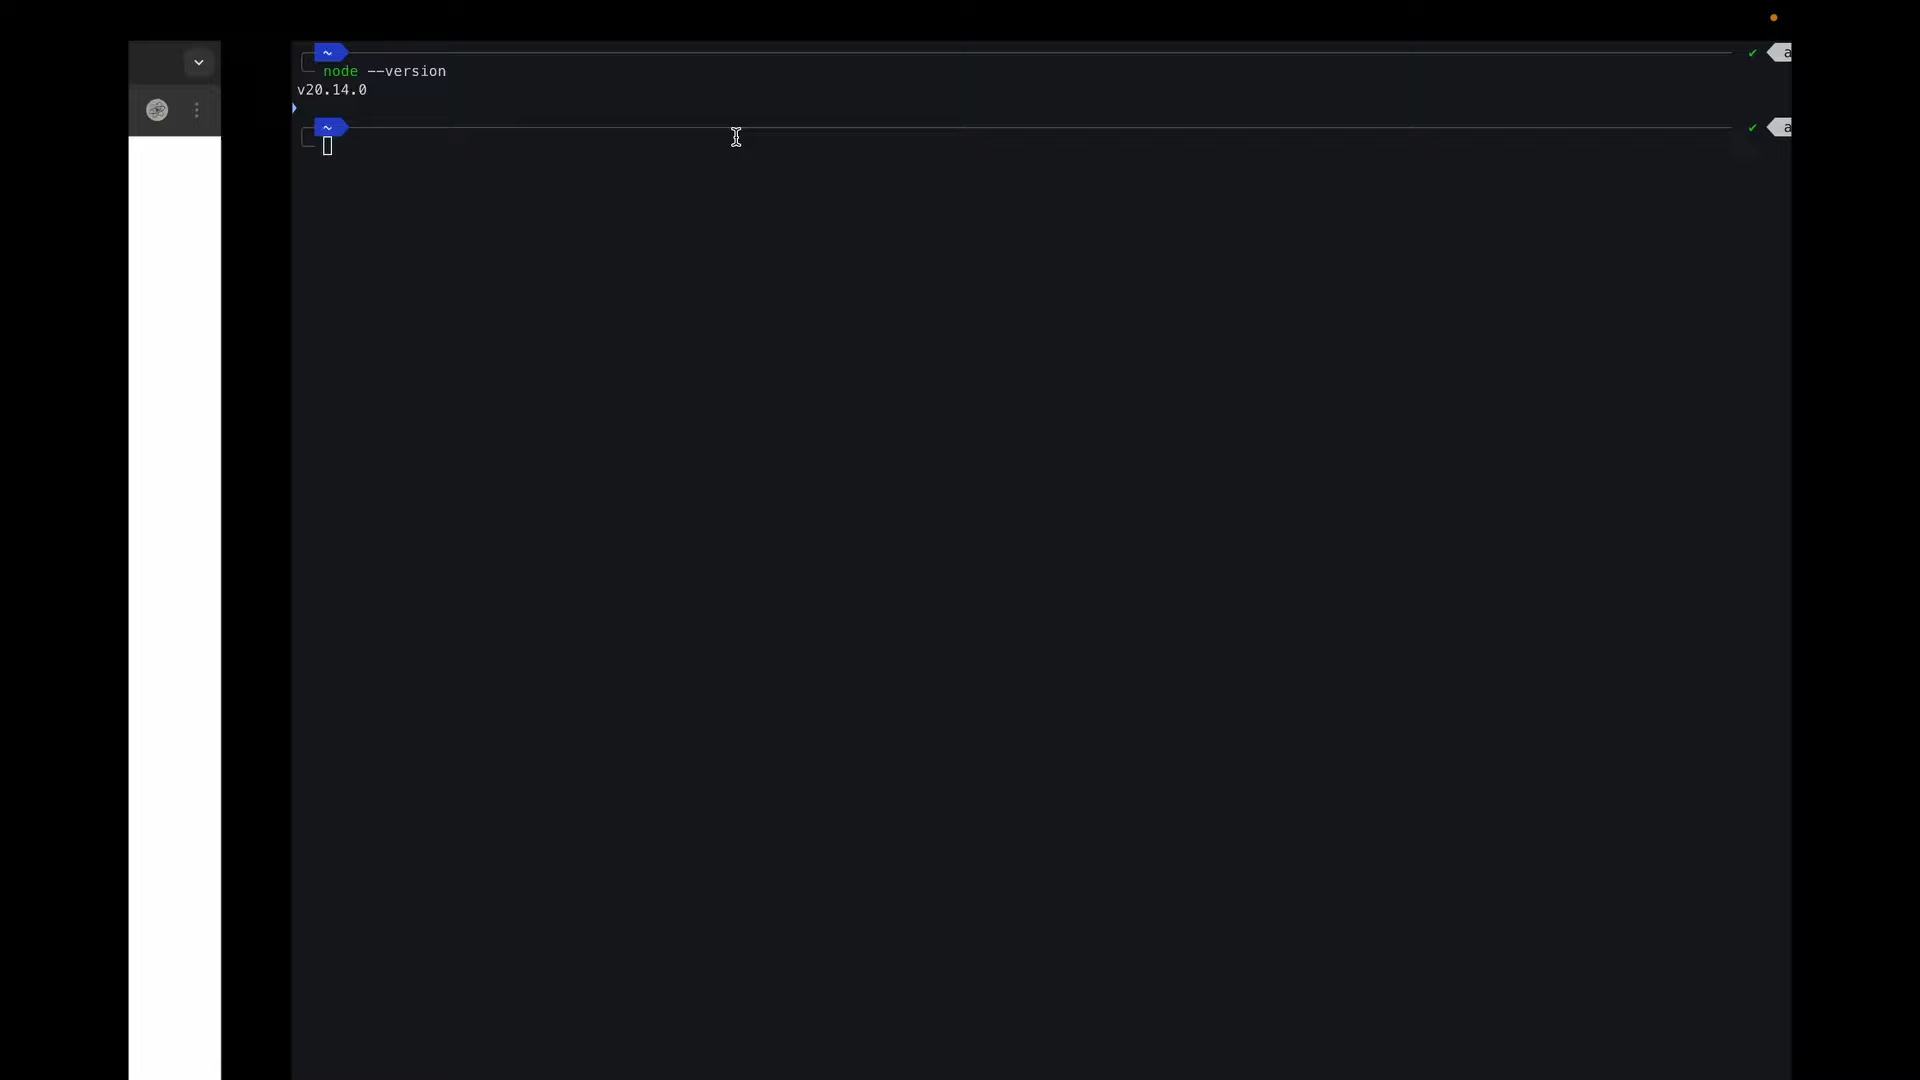 ~
✔ a
node --version
v20.14.0
~
✔ a